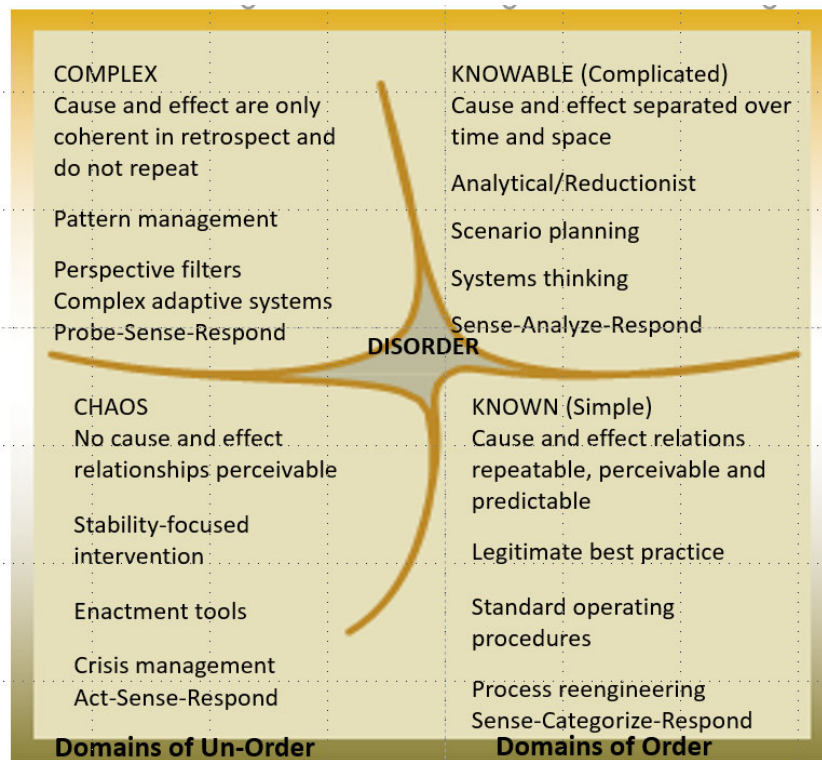 COMPLEX
Cause and effect are only
coherent in retrospect and
do not repeat
Pattern management
Perspective filters
Complex adaptive systems
Probe-Sense-Respond
KNOWABLE (Complicated)
Cause and effect separated over
time and space
Analytical/Reductionist
Scenario planning
Systems thinking
Sense-Analyze-Respond
DISORDER
CHAOS
No cause and effect
relationships perceivable
Stability-focused
intervention
Enactment tools
Crisis management
Act-Sense-Respond
KNOWN (Simple)
Cause and effect relations
repeatable, perceivable and
predictable
Legitimate best practice
Standard operating
procedures
Process reengineering
Sense-Categorize-Respond
Domains of Un-Order
Domains of Order